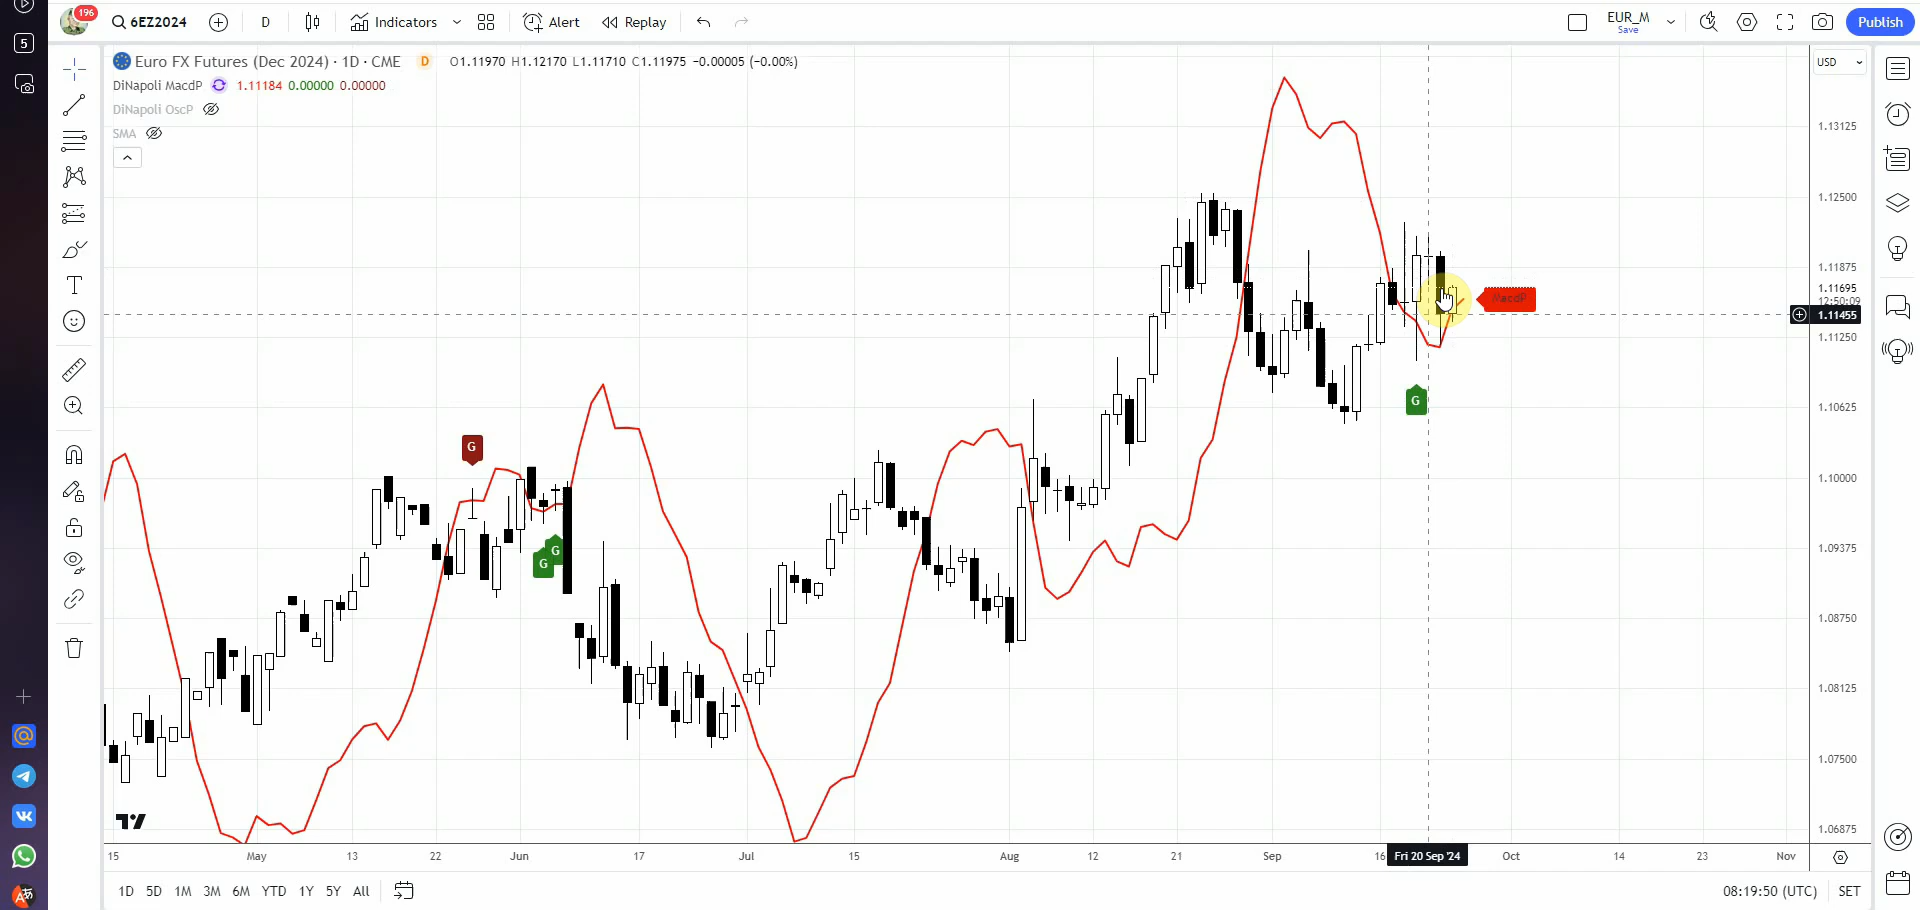 196
6EZ2024
D
Indicators
Alert
Replay
EUR_M
Save
Publish
5
Euro FX Futures (Dec 2024) · 1D · CME D O1.11970 H1.12170 L1.11710 C1.11975 −0.00005 (−0.00%)
USD
DiNapoli MacdP 1.11184 0.00000 0.00000
DiNapoli OscP
SMA
1.13125
1.12500
1.11875
1.11695
12:50:09
1.11455
1.11250
1.10625
1.10000
1.09375
1.08750
1.08125
1.07500
1.06875
MacdP
G
G
G
G
15 May 13 22 Jun 17 Jul 15 Aug 12 21 Sep 16 Fri 20 Sep '24 Oct 14 23 Nov
1D 5D 1M 3M 6M YTD 1Y 5Y All
08:19:50 (UTC) SET